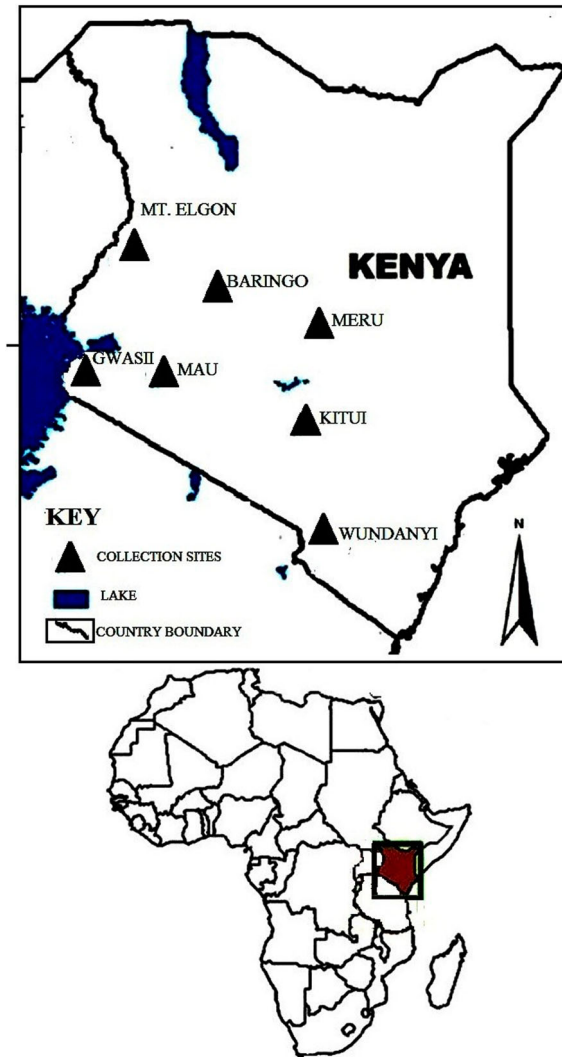 MT. ELGON
KENYA
BARINGO
MERU
GWASII
MAU
KITUI
KEY
WUNDANYI
N
COLLECTION SITES
LAKE
COUNTRY BOUNDARY